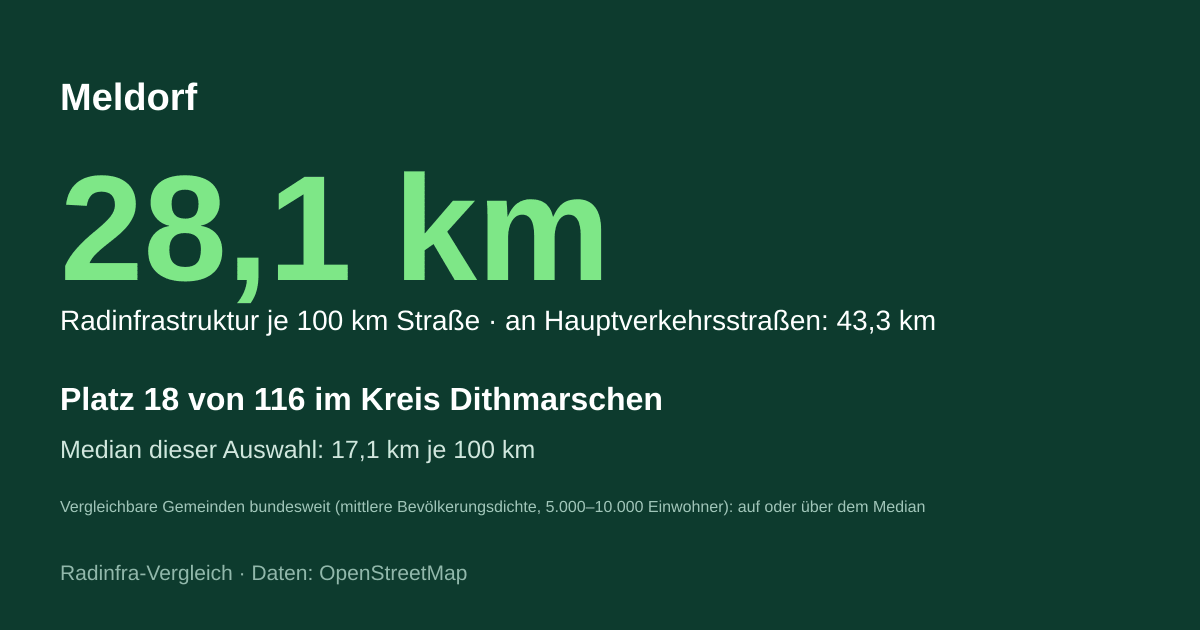 Meldorf
28,1 km
Radinfrastruktur je 100 km Straße · an Hauptverkehrsstraßen: 43,3 km
Platz 18 von 116 im Kreis Dithmarschen
Median dieser Auswahl: 17,1 km je 100 km
Vergleichbare Gemeinden bundesweit (mittlere Bevölkerungsdichte, 5.000–10.000 Einwohner): auf oder über dem Median
Radinfra-Vergleich · Daten: OpenStreetMap